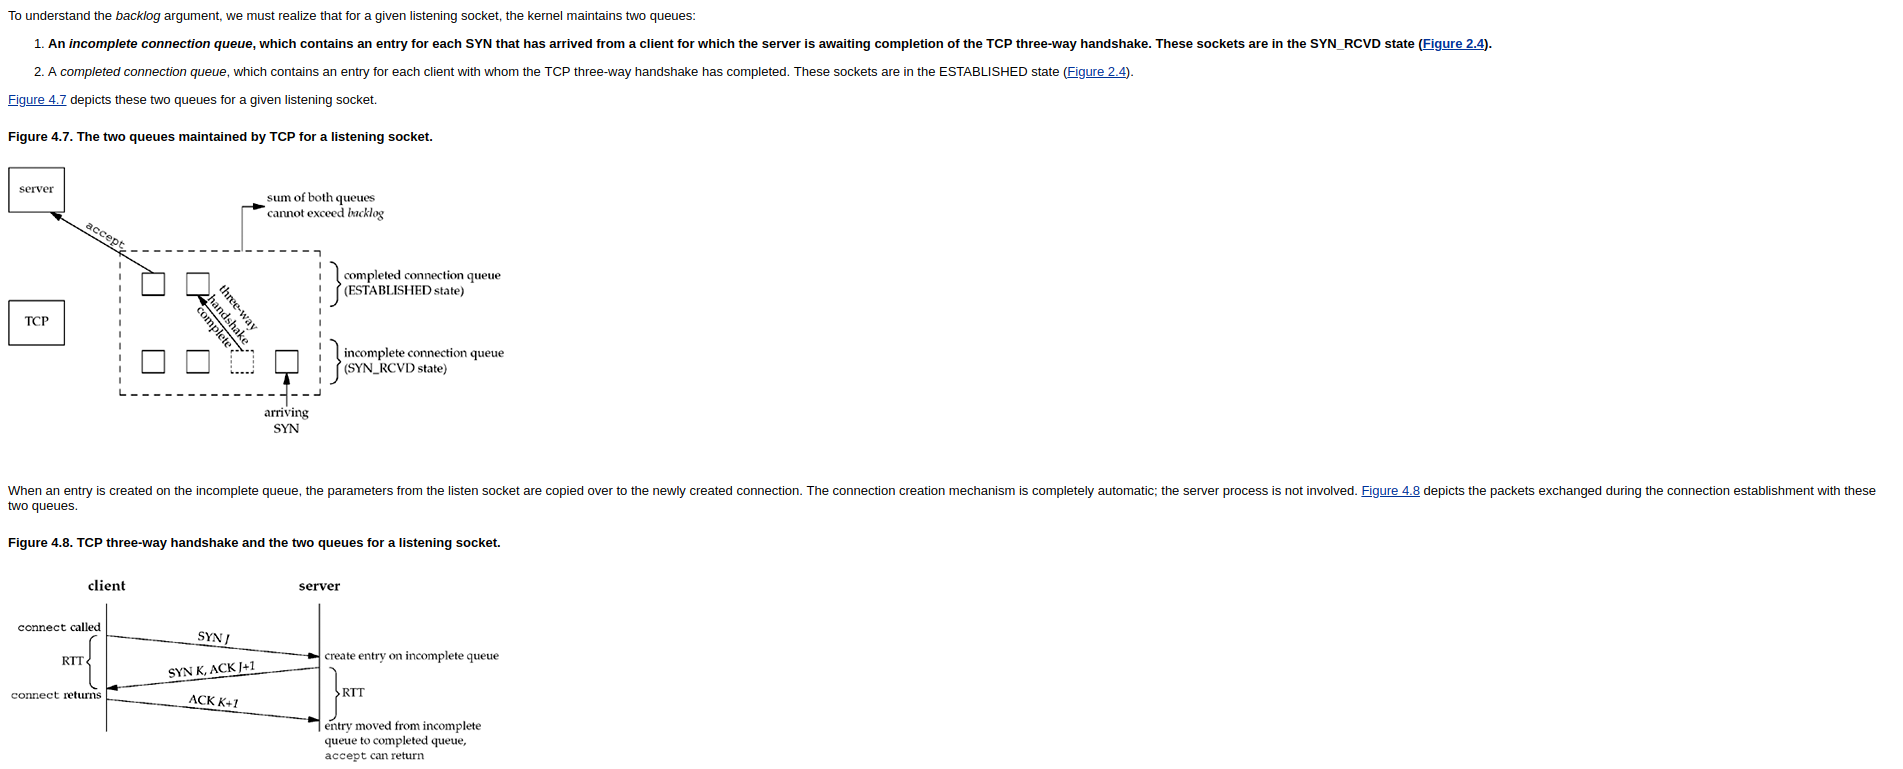 To understand the backlog argument, we must realize that for a given listening socket, the kernel maintains two queues:
1. An incomplete connection queue, which contains an entry for each SYN that has arrived from a client for which the server is awaiting completion of the TCP three-way handshake. These sockets are in the SYN_RCVD state (Figure 2.4).
2. A completed connection queue, which contains an entry for each client with whom the TCP three-way handshake has completed. These sockets are in the ESTABLISHED state (Figure 2.4).
Figure 4.7 depicts these two queues for a given listening socket.
Figure 4.7. The two queues maintained by TCP for a listening socket.
server
sum of both queues
cannot exceed backlog
accept
completed connection queue
(ESTABLISHED state)
three-way
handshake
complete
TCP
incomplete connection queue
(SYN_RCVD state)
arriving
SYN
When an entry is created on the incomplete queue, the parameters from the listen socket are copied over to the newly created connection. The connection creation mechanism is completely automatic; the server process is not involved. Figure 4.8 depicts the packets exchanged during the connection establishment with these
two queues.
Figure 4.8. TCP three-way handshake and the two queues for a listening socket.
client
server
connect called
SYN J
create entry on incomplete queue
RTT
SYN K, ACK J+1
RTT
connect returns
ACK K+1
entry moved from incomplete
queue to completed queue,
accept can return